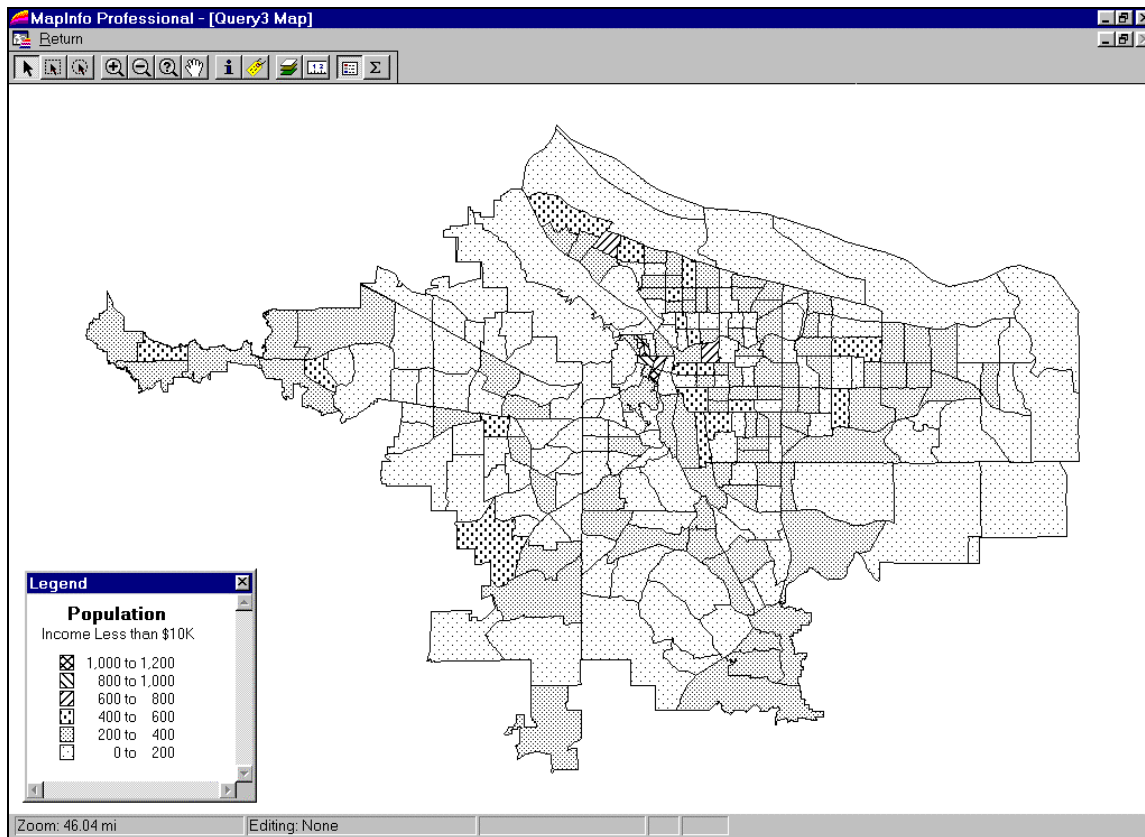 MapInfo Professional - [Query3 Map]
Return
Legend
Population
Income Less than $10K
1,000 to 1,200
800 to 1,000
600 to 800
400 to 600
200 to 400
0 to 200
Zoom: 46.04 mi
Editing: None